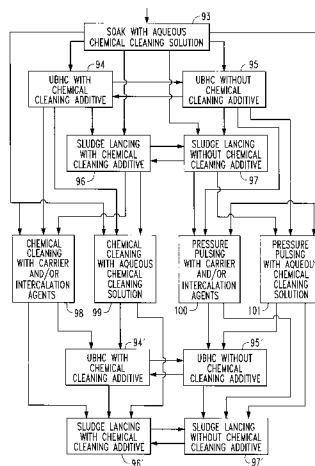 93
SOAK WITH AQUEOUS
CHEMICAL CLEANING SOLUTION
94
UBHC WITH
CHEMICAL
CLEANING ADDITIVE
95
UBHC WITHOUT
CHEMICAL
CLEANING ADDITIVE
SLUDGE LANCING
WITH CHEMICAL
CLEANING ADDITIVE
96
SLUDGE LANCING
WITHOUT CHEMICAL
CLEANING ADDITIVE
97
CHEMICAL
CLEANING
WITH CARRIER
AND/OR
INTERCALATION
AGENTS
98
CHEMICAL
CLEANING
WITH AQUEOUS
CHEMICAL
CLEANING
SOLUTION
99
PRESSURE
PULSING
WITH CARRIER
AND/OR
INTERCALATION
AGENTS
100
PRESSURE
PULSING
WITH AQUEOUS
CHEMICAL
CLEANING
SOLUTION
101
94'
UBHC WITH
CHEMICAL
CLEANING ADDITIVE
95'
UBHC WITHOUT
CHEMICAL
CLEANING ADDITIVE
SLUDGE LANCING
WITH CHEMICAL
CLEANING ADDITIVE
96'
SLUDGE LANCING
WITHOUT CHEMICAL
CLEANING ADDITIVE
97'